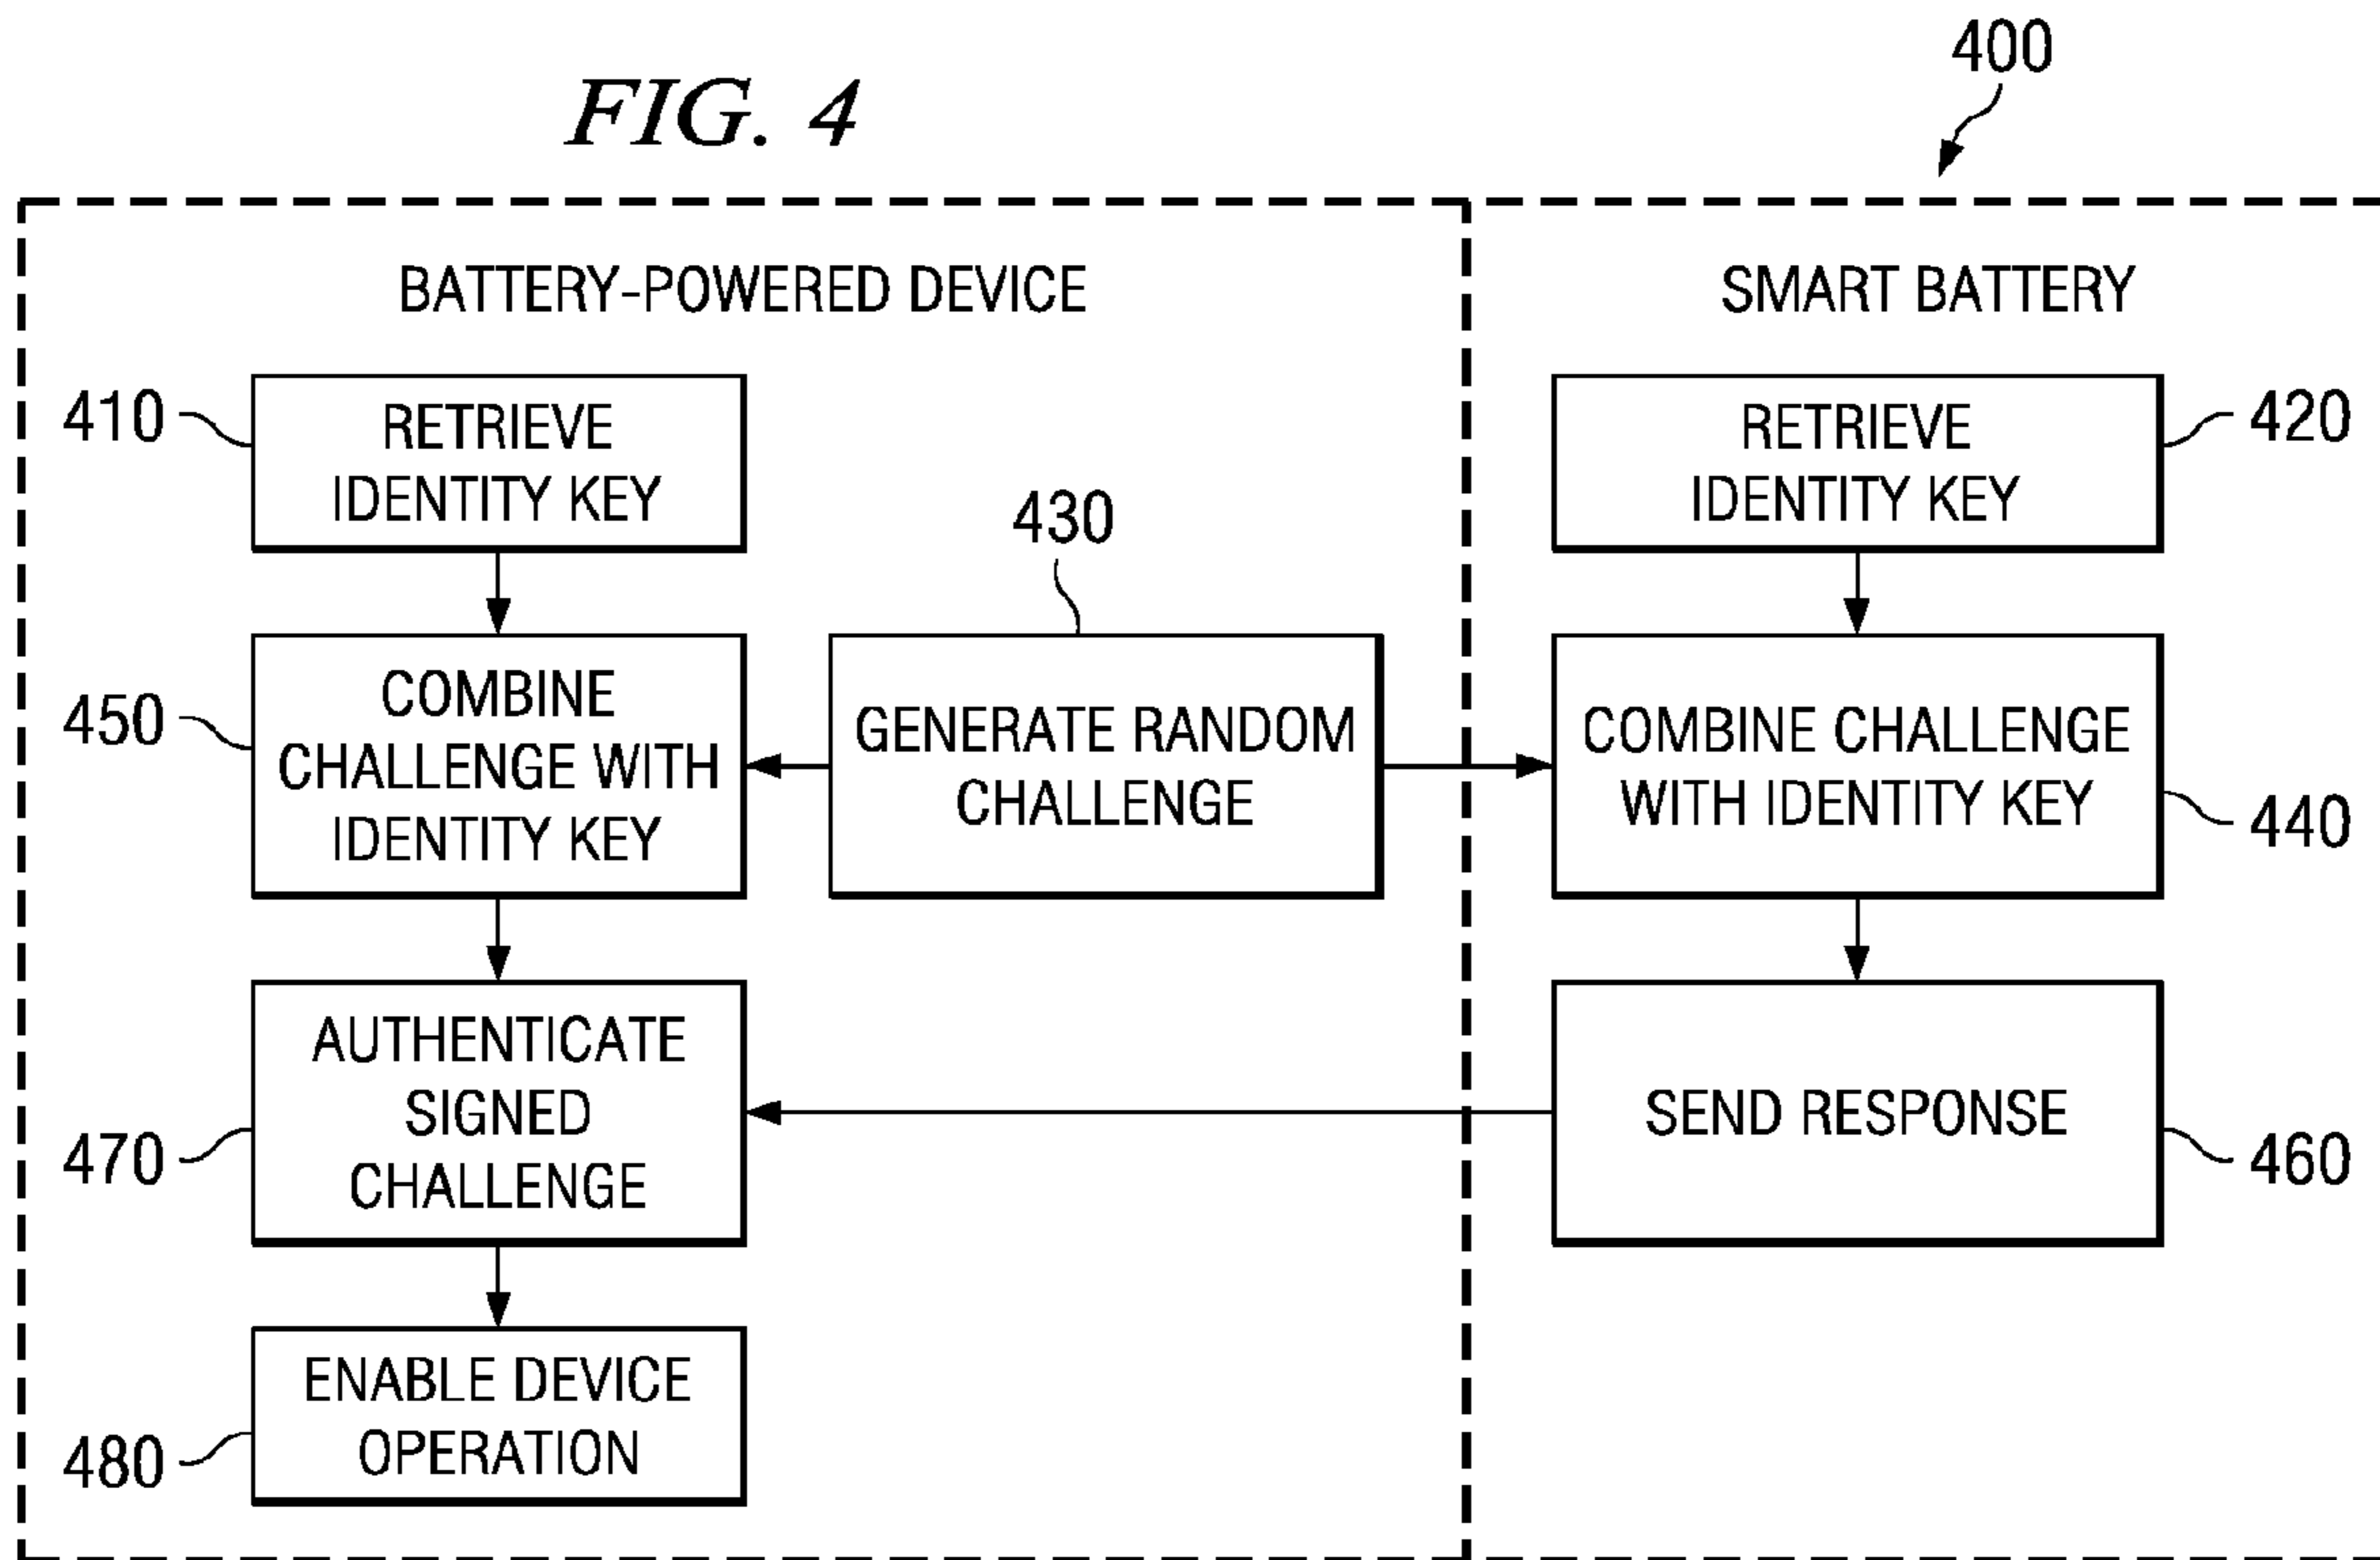 FIG. 4
400
BATTERY-POWERED DEVICE
SMART BATTERY
410
RETRIEVE
IDENTITY KEY
RETRIEVE
IDENTITY KEY
420
430
450
COMBINE
CHALLENGE WITH
IDENTITY KEY
GENERATE RANDOM
CHALLENGE
COMBINE CHALLENGE
WITH IDENTITY KEY
440
470
AUTHENTICATE
SIGNED
CHALLENGE
SEND RESPONSE
460
480
ENABLE DEVICE
OPERATION